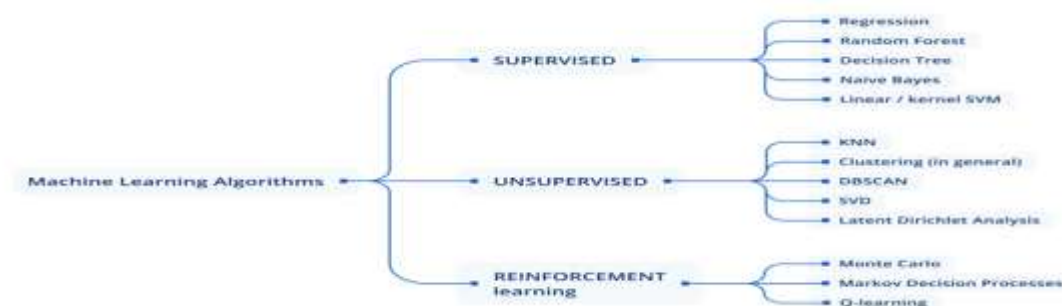 Regression
Random Forest
SUPERVISED
Decision Tree
Naive Bayes
Linear / kernel SVM
KNN
Clustering (in general)
Machine Learning Algorithms
UNSUPERVISED
DBSCAN
SVD
Latent Dirichlet Analysis
Monte Carlo
REINFORCEMENT
learning
Markov Decision Processes
Q-learning